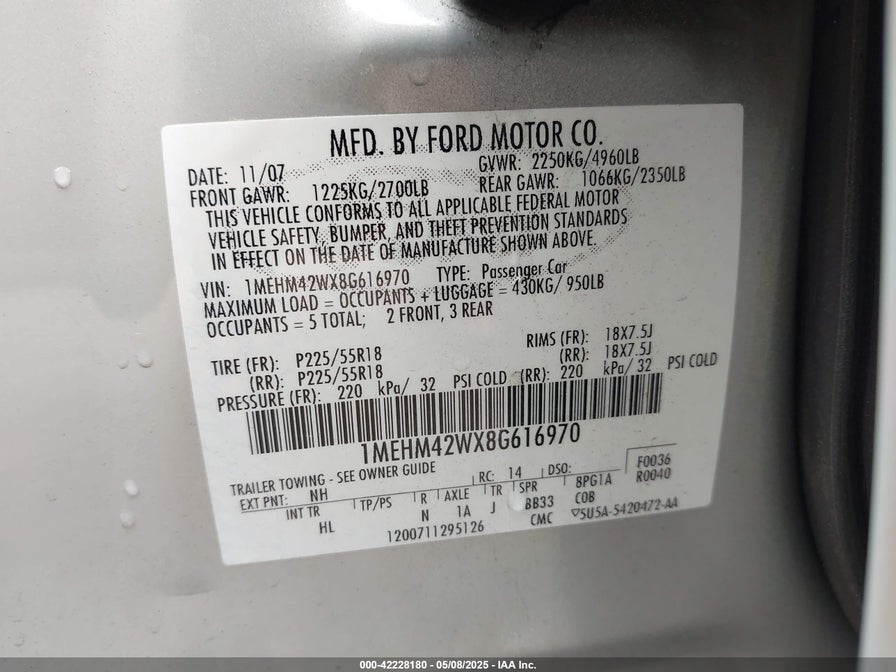 MFD. BY FORD MOTOR CO.
DATE: 11/07 GVWR: 2250KG/4960LB
FRONT GAWR: 1225KG/2700LB REAR GAWR: 1066KG/2350LB
THIS VEHICLE CONFORMS TO ALL APPLICABLE FEDERAL MOTOR
VEHICLE SAFETY, BUMPER, AND THEFT PREVENTION STANDARDS
IN EFFECT ON THE DATE OF MANUFACTURE SHOWN ABOVE.
VIN: 1MEHM42WX8G616970 TYPE: Passenger Car
MAXIMUM LOAD = OCCUPANTS + LUGGAGE = 430KG/ 950LB
OCCUPANTS = 5 TOTAL; 2 FRONT, 3 REAR
TIRE (FR): P225/55R18 RIMS (FR): 18X7.5J
(RR): P225/55R18 (RR): 18X7.5J
PRESSURE (FR): 220 kPa/ 32 PSI COLD (RR): 220 kPa/ 32 PSI COLD
1MEHM42WX8G616970
TRAILER TOWING - SEE OWNER GUIDE RC: 14 DSO: F0036
EXT PNT: NH R0040
INT TR TP/PS R AXLE TR SPR 8PG1A
HL N 1A J BB33 COB
1200711295126 CMC ▽5U5A-5420472-AA
000-42228180 - 05/08/2025 - IAA Inc.